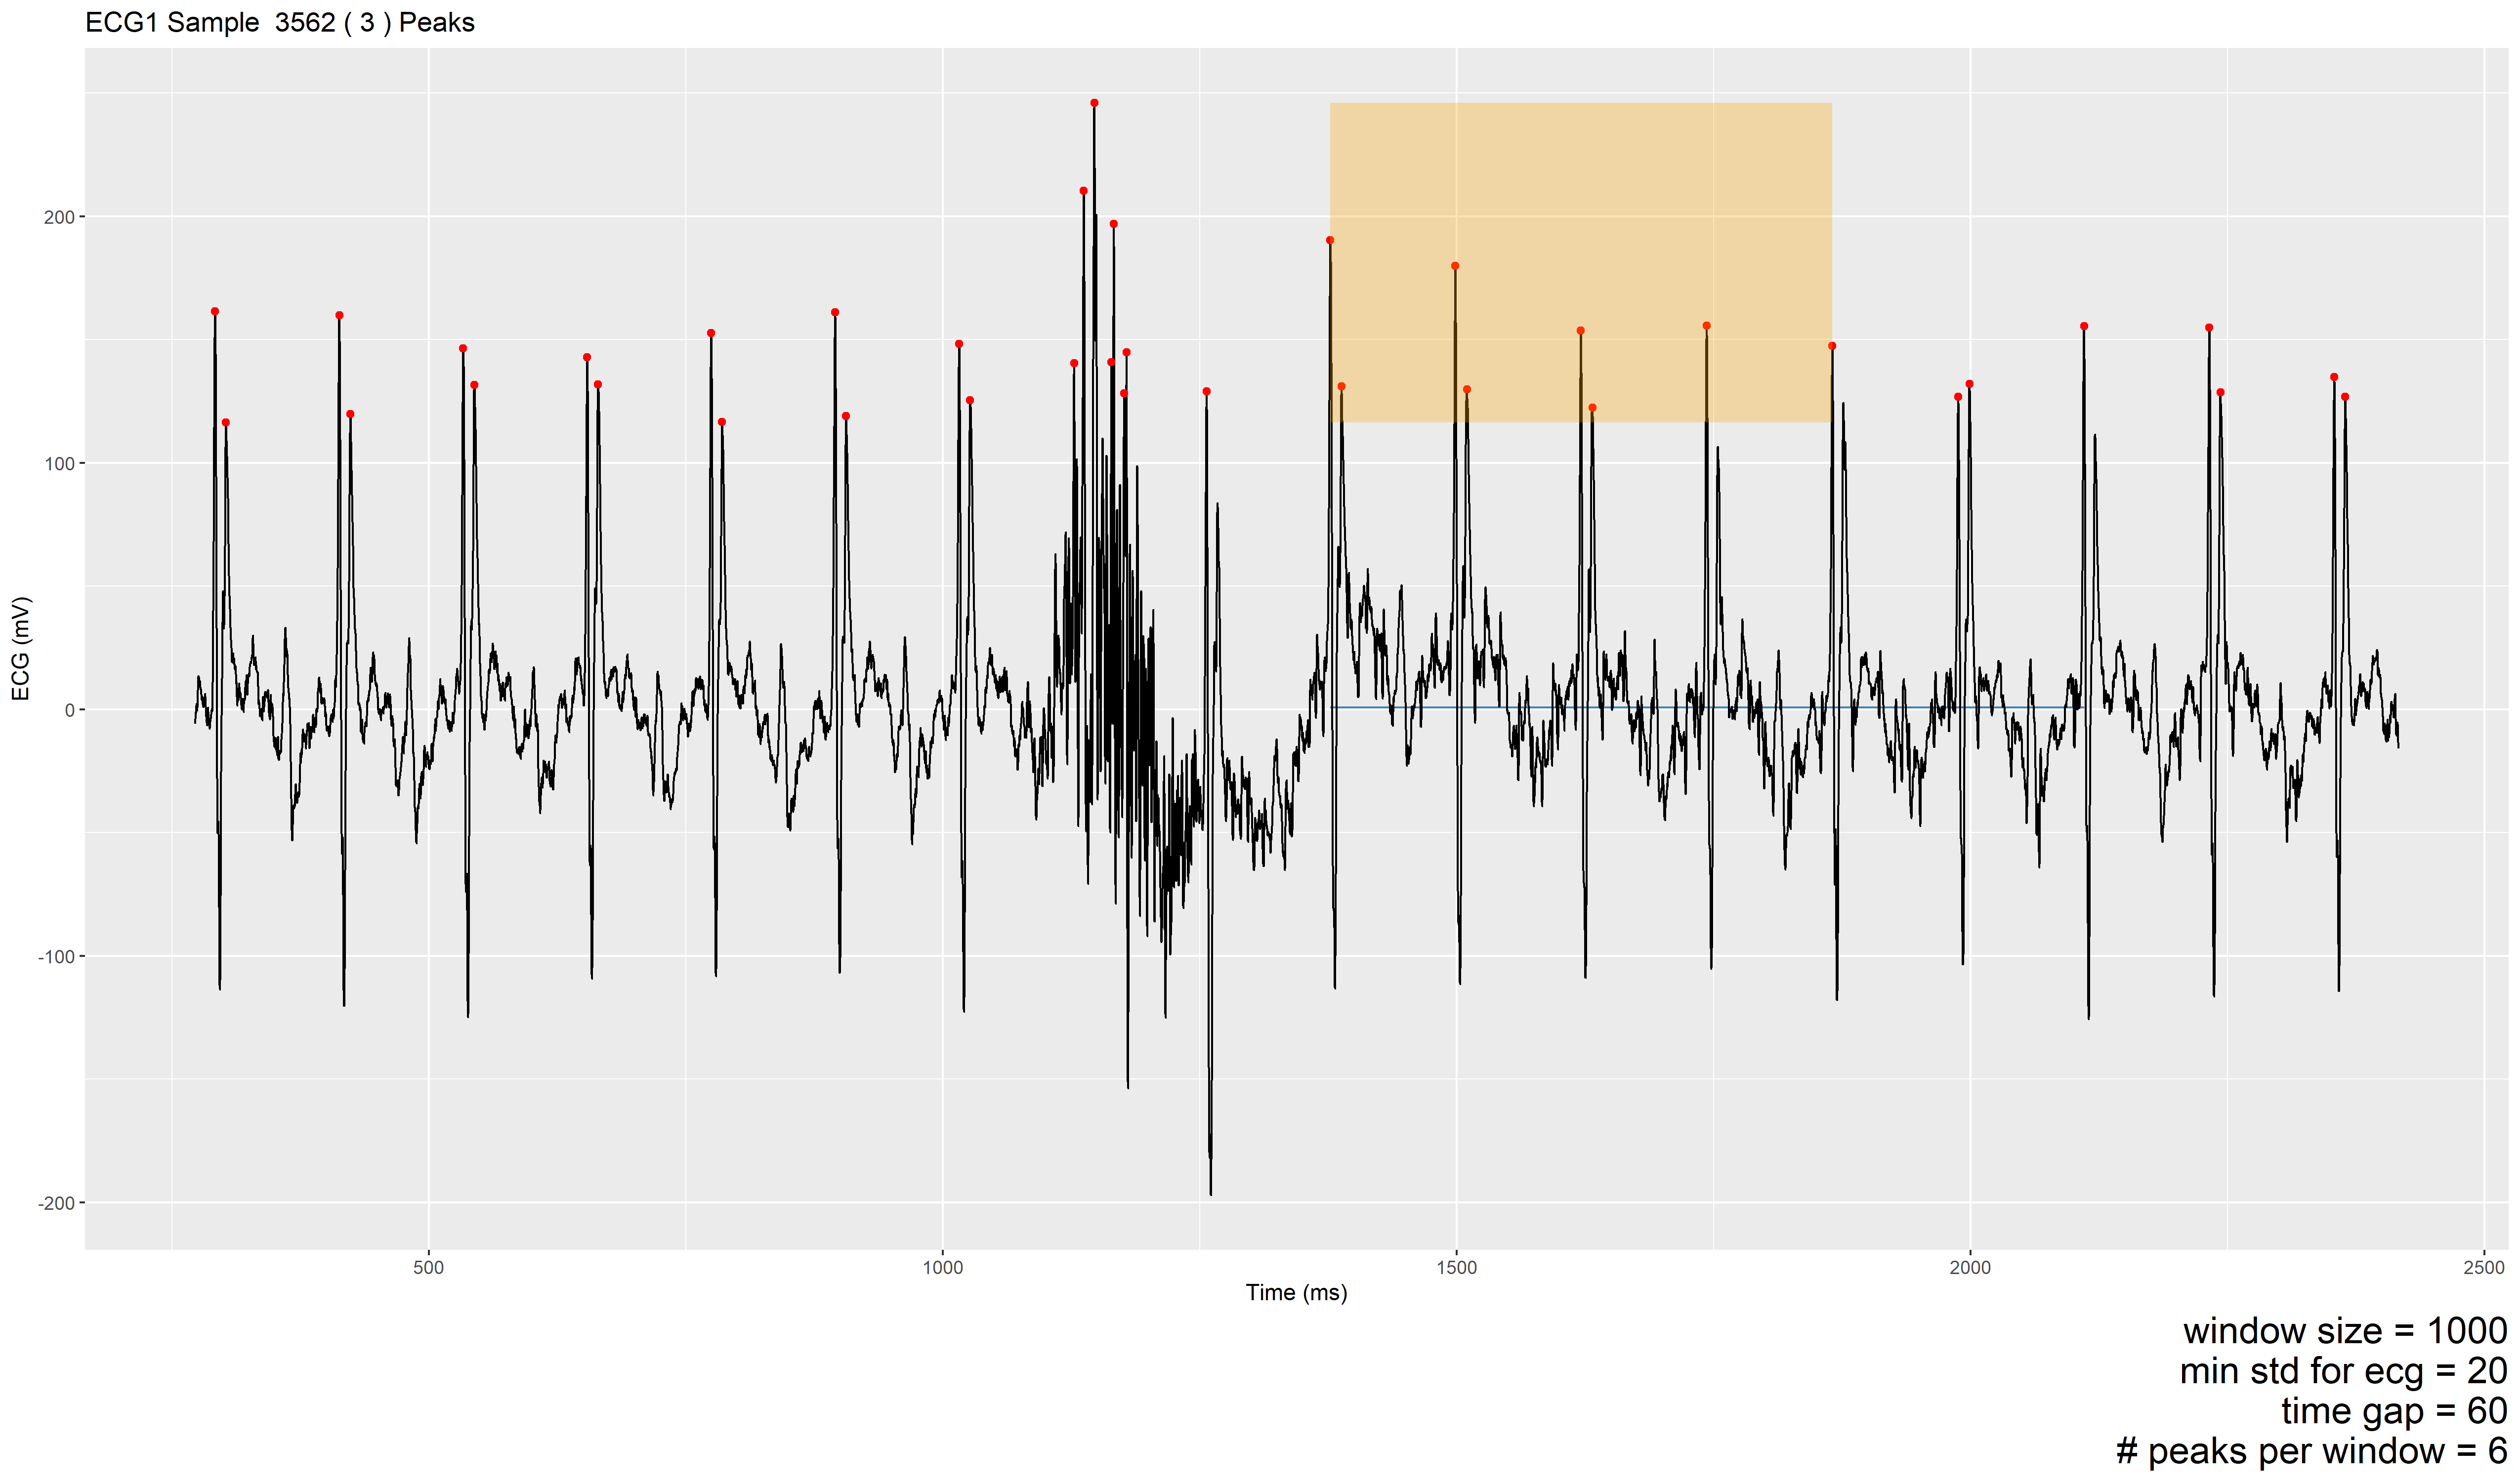 ECG1 Sample  3562 ( 3 ) Peaks
ECG (mV)
200
100
0
-100
-200
500
1000
1500
2000
2500
Time (ms)
window size = 1000
min std for ecg = 20
time gap = 60
# peaks per window = 6